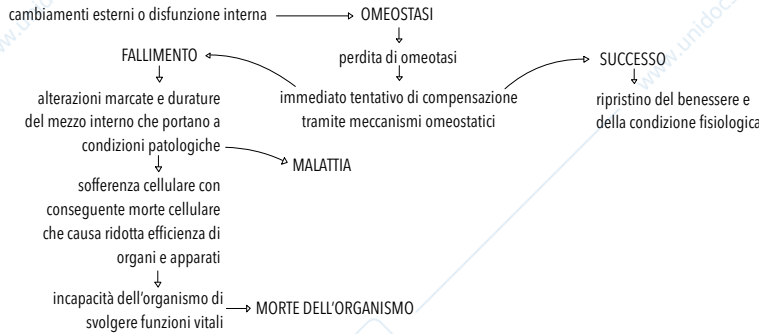 cambiamenti esterni o disfunzione interna
OMEOSTASI
perdita di omeotasi
immediato tentativo di compensazione
tramite meccanismi omeostatici
FALLIMENTO
alterazioni marcate e durature
del mezzo interno che portano a
condizioni patologiche
MALATTIA
sofferenza cellulare con
conseguente morte cellulare
che causa ridotta efficienza di
organi e apparati
incapacità dell'organismo di
svolgere funzioni vitali
MORTE DELL'ORGANISMO
SUCCESSO
ripristino del benessere e
della condizione fisiologica